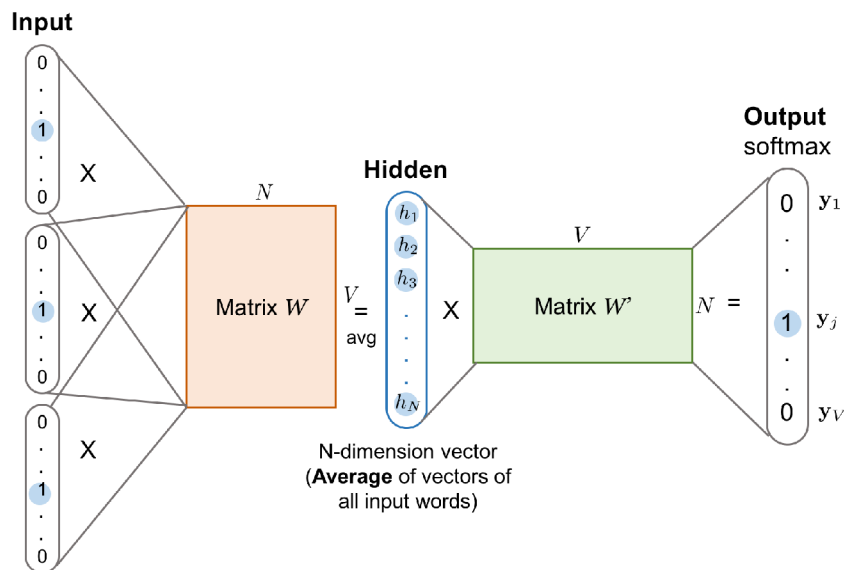 Input
0
.
.
1
.
.
0
X
0
.
.
1
.
.
0
X
0
.
.
1
.
.
0
X
N
Matrix W
V
=
avg
Hidden
h1
h2
h3
.
.
.
.
hN
N-dimension vector
(Average of vectors of
all input words)
X
V
Matrix W’
N =
Output
softmax
0 y1
.
.
1 yj
.
.
0 yV